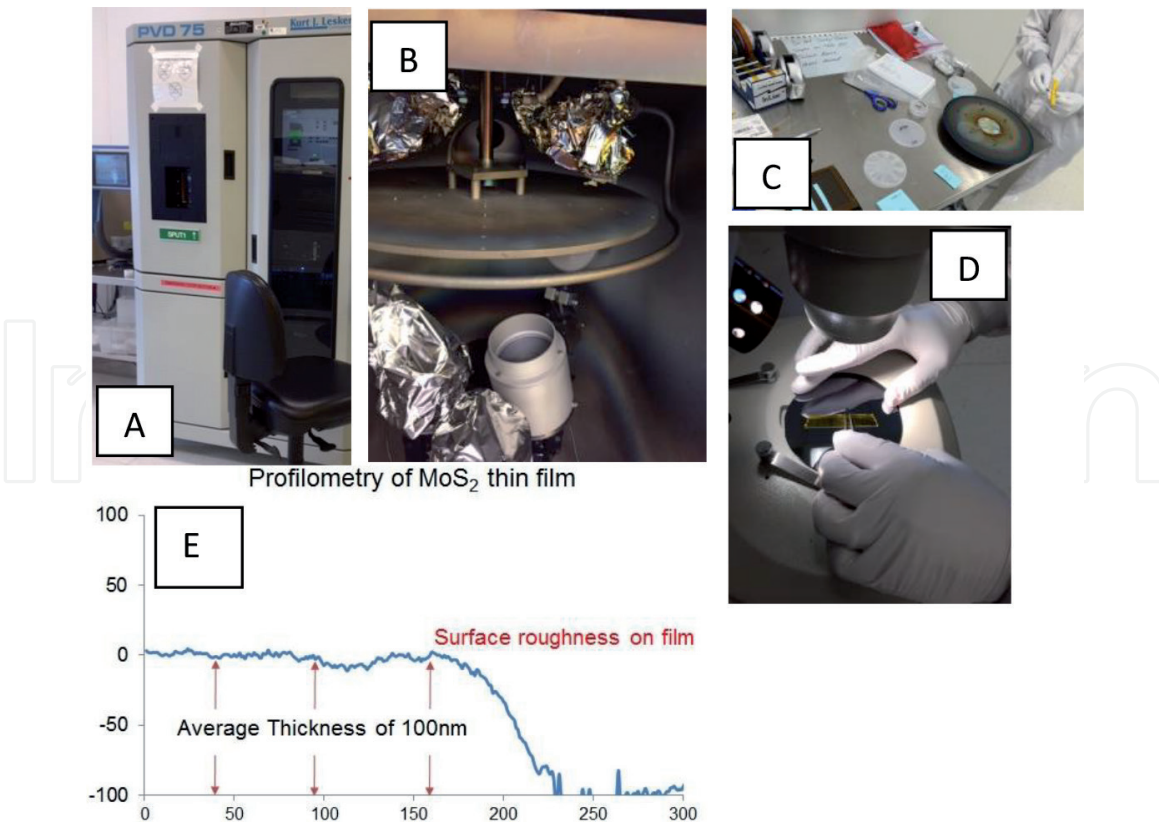 PVD 75
Kurt J. Lesker
SPUT1
A
B
C
D
Profilometry of MoS₂ thin film
E
100
50
0
-50
-100
Surface roughness on film
Average Thickness of 100nm
0 50 100 150 200 250 300